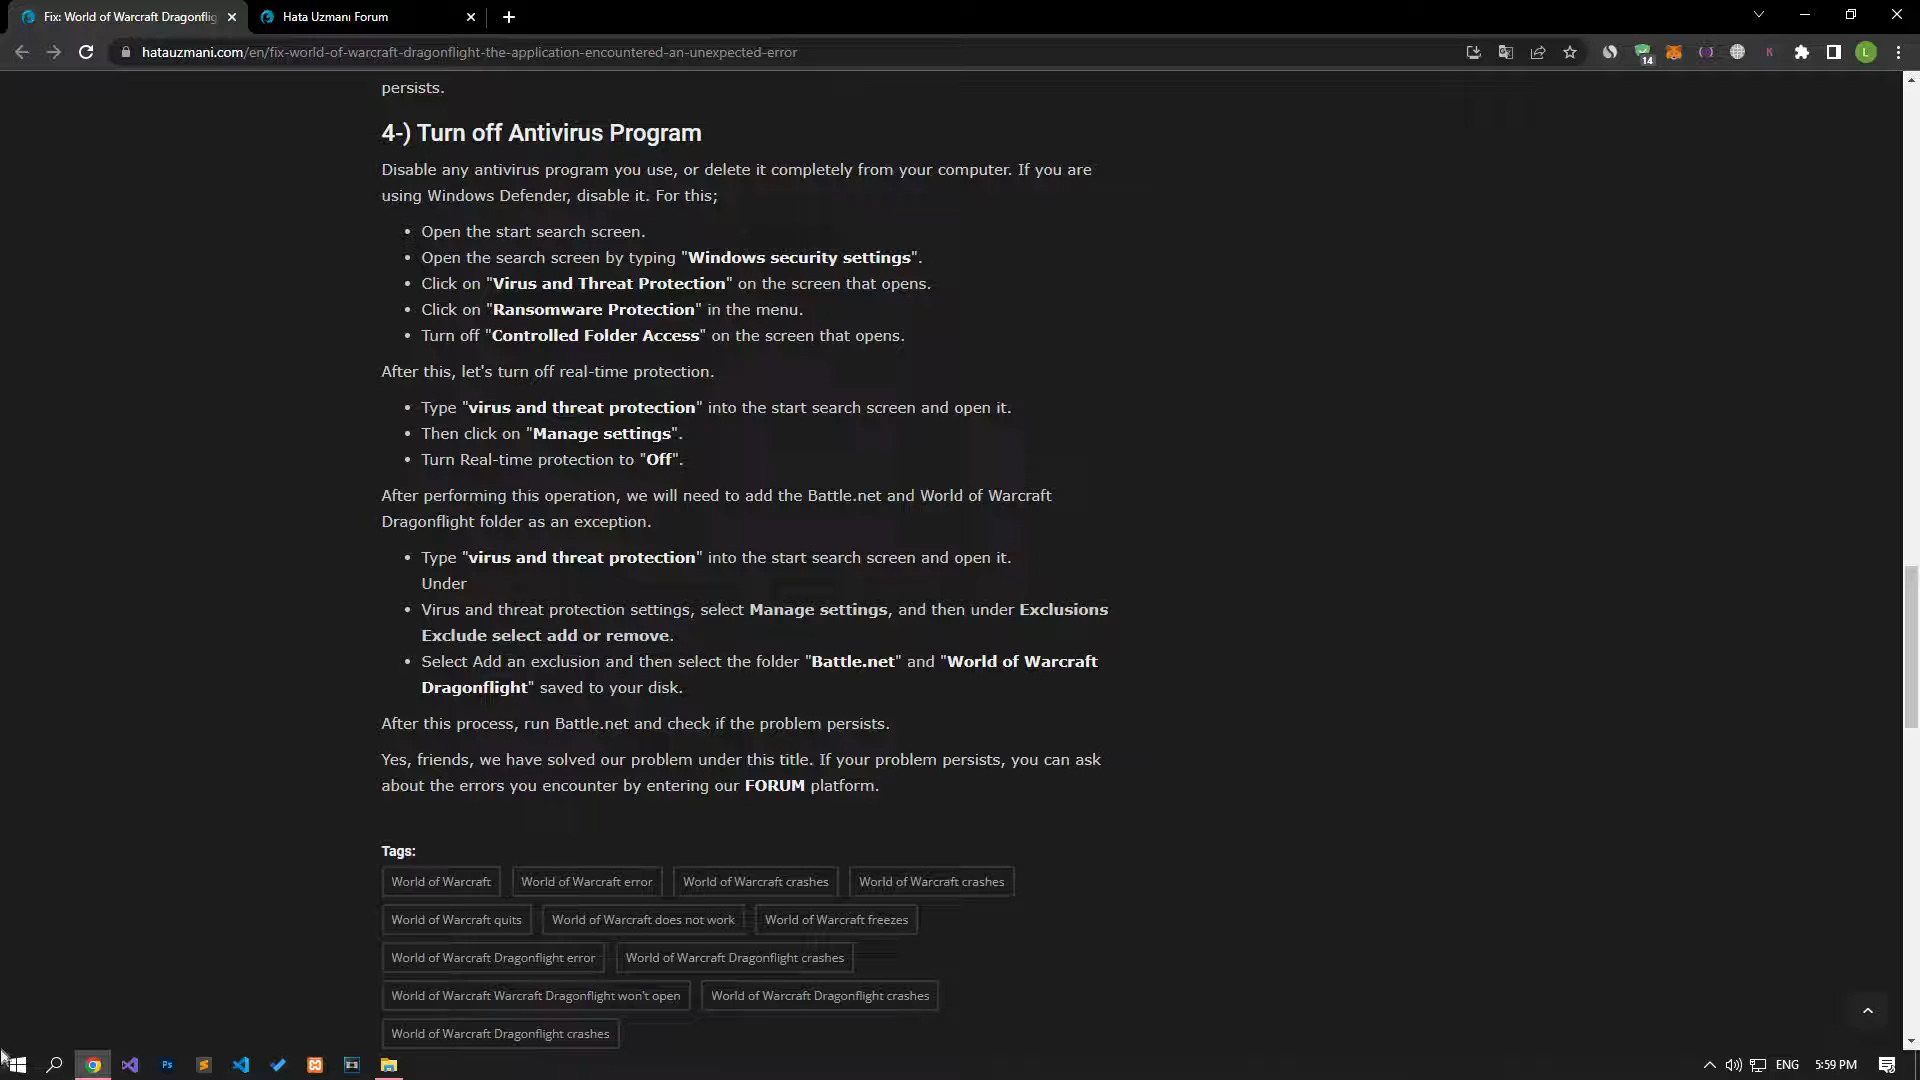 Fix: World of Warcraft Dragonflig
Hata Uzmanı Forum
hatauzmani.com/en/fix-world-of-warcraft-dragonflight-the-application-encountered-an-unexpected-error
14
K
L
persists.
4-) Turn off Antivirus Program
Disable any antivirus program you use, or delete it completely from your computer. If you are
using Windows Defender, disable it. For this;
• Open the start search screen.
• Open the search screen by typing "Windows security settings".
• Click on "Virus and Threat Protection" on the screen that opens.
• Click on "Ransomware Protection" in the menu.
• Turn off "Controlled Folder Access" on the screen that opens.
After this, let's turn off real-time protection.
• Type "virus and threat protection" into the start search screen and open it.
• Then click on "Manage settings".
• Turn Real-time protection to "Off".
After performing this operation, we will need to add the Battle.net and World of Warcraft
Dragonflight folder as an exception.
• Type "virus and threat protection" into the start search screen and open it.
Under
• Virus and threat protection settings, select Manage settings, and then under Exclusions
Exclude select add or remove.
• Select Add an exclusion and then select the folder "Battle.net" and "World of Warcraft
Dragonflight" saved to your disk.
After this process, run Battle.net and check if the problem persists.
Yes, friends, we have solved our problem under this title. If your problem persists, you can ask
about the errors you encounter by entering our FORUM platform.
Tags:
World of Warcraft World of Warcraft error World of Warcraft crashes World of Warcraft crashes
World of Warcraft quits World of Warcraft does not work World of Warcraft freezes
World of Warcraft Dragonflight error World of Warcraft Dragonflight crashes
World of Warcraft Warcraft Dragonflight won't open World of Warcraft Dragonflight crashes
World of Warcraft Dragonflight crashes
Ps
ENG
5:59 PM